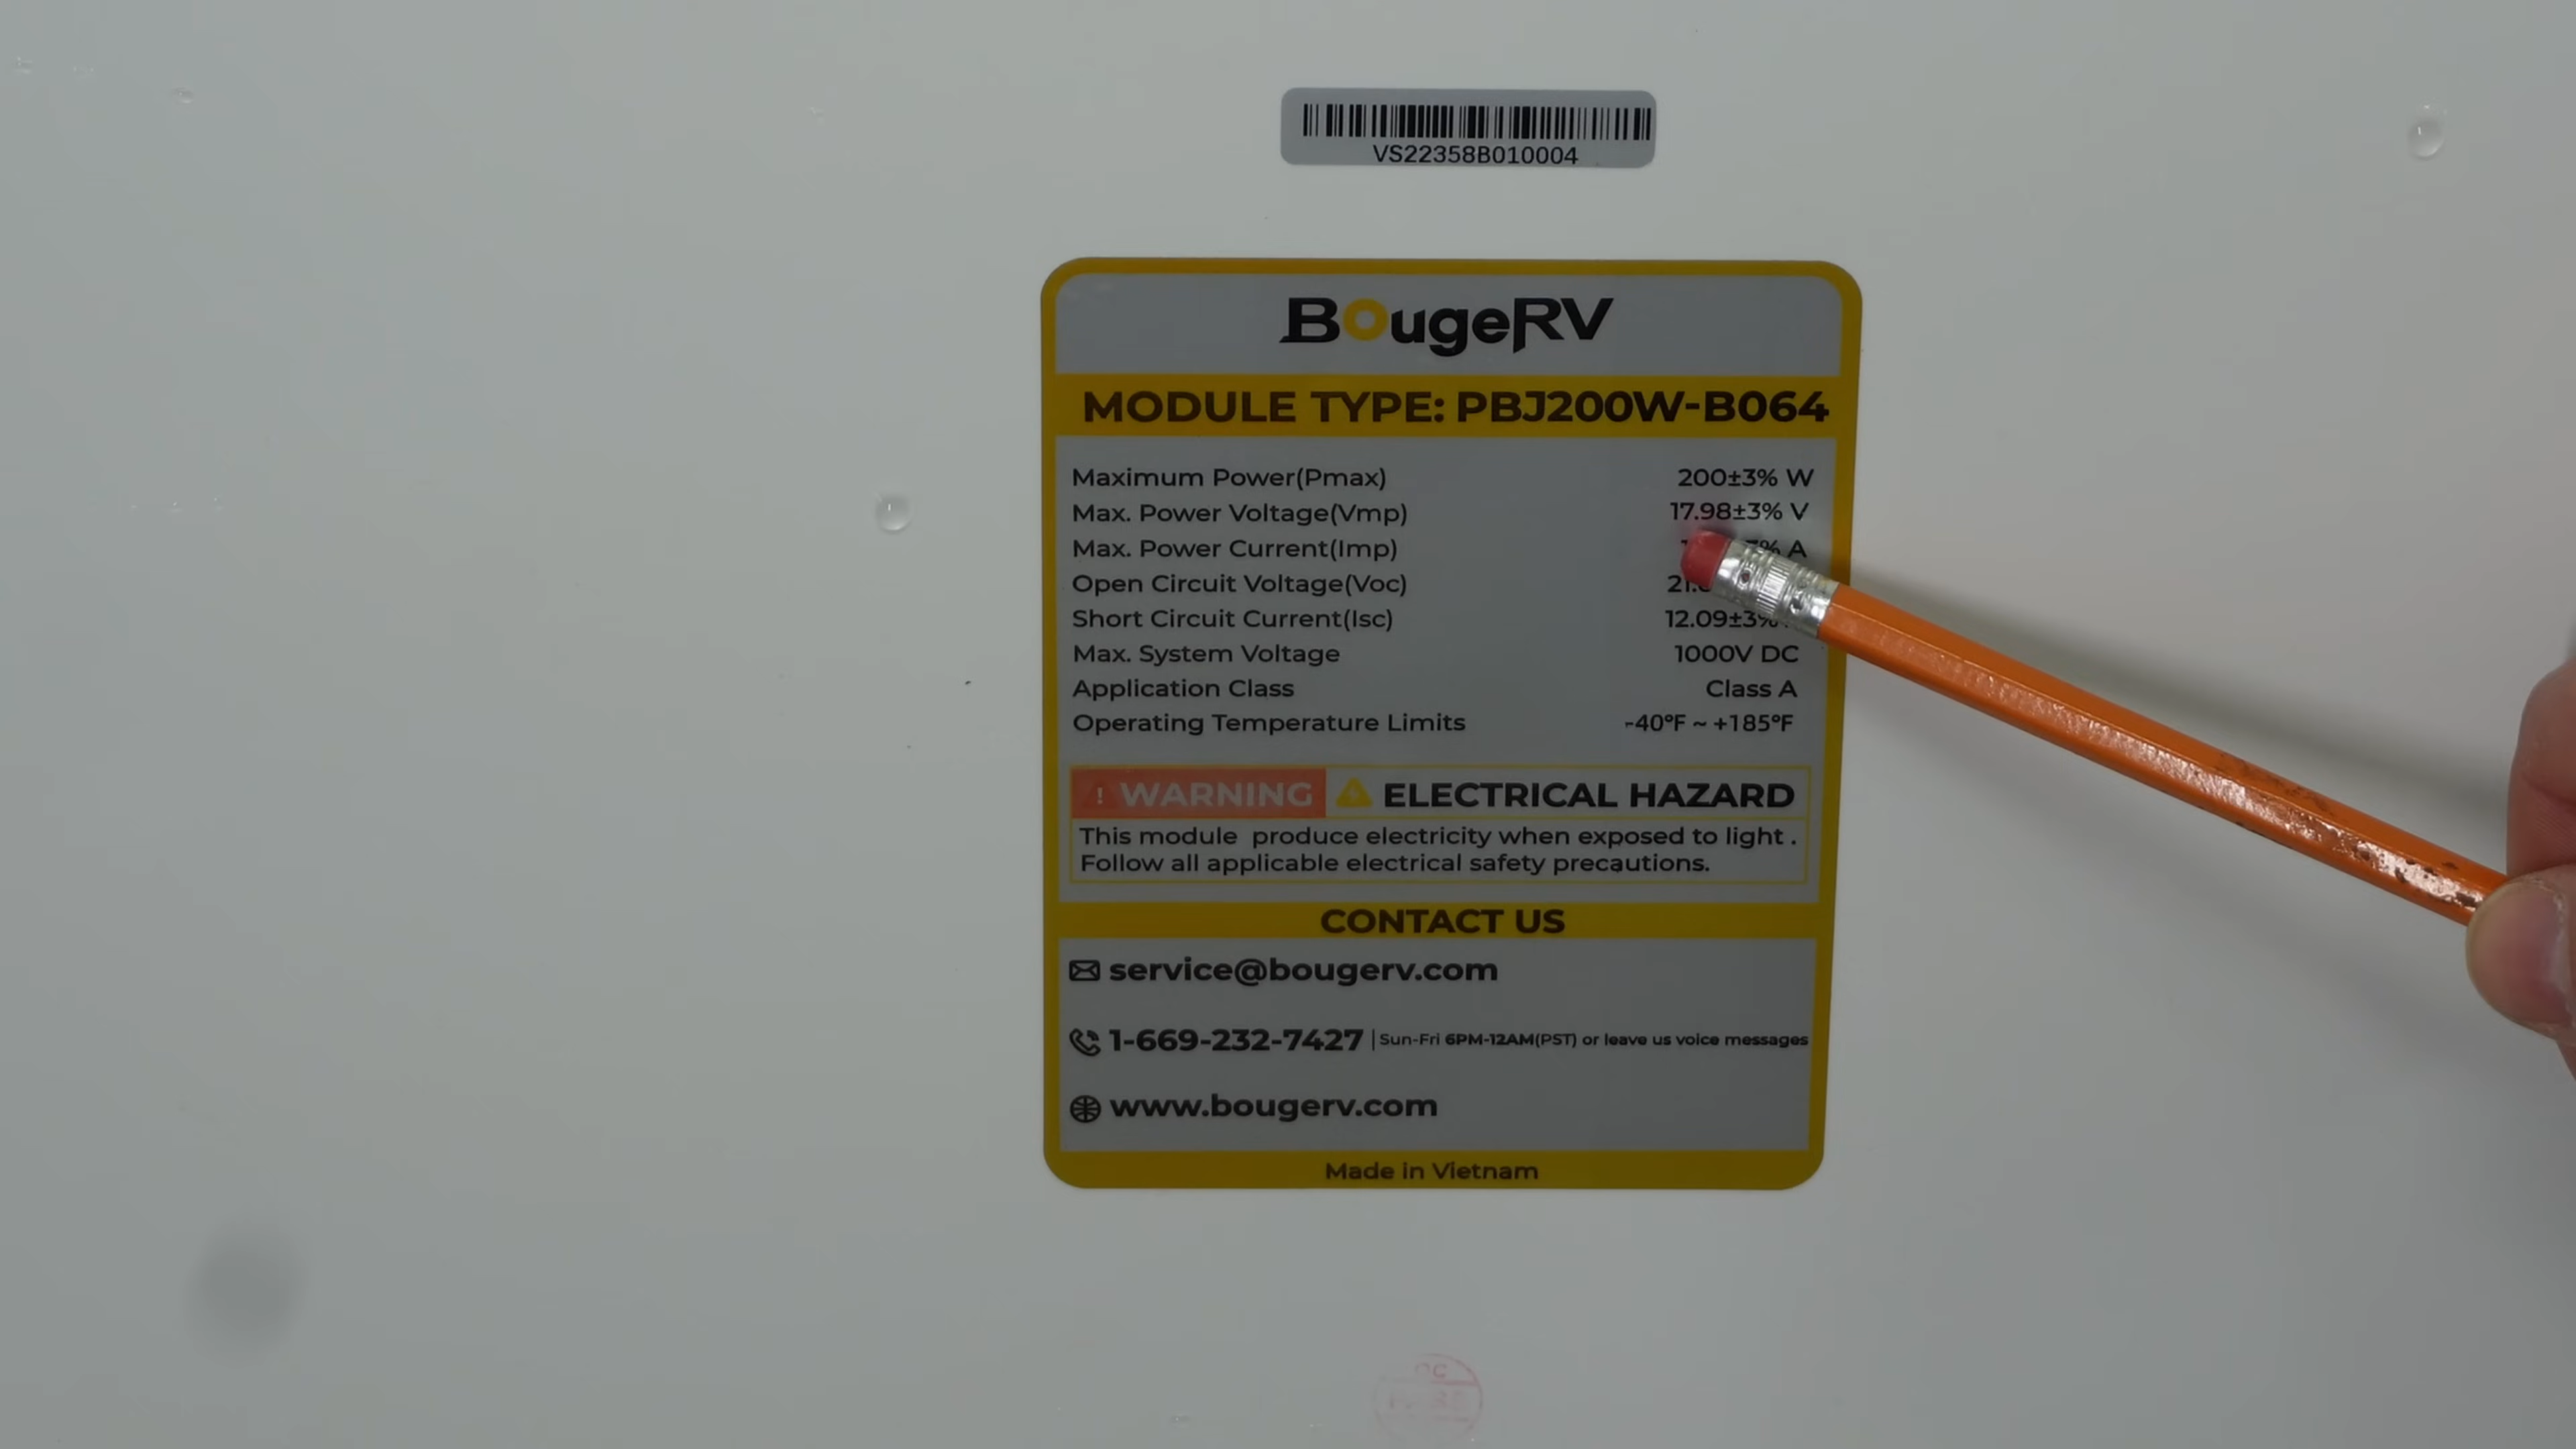 VS22358B010004
BougeRV
MODULE TYPE: PBJ200W-B064
Maximum Power(Pmax) 200±3% W
Max. Power Voltage(Vmp) 17.98±3% V
Max. Power Current(Imp) A
Open Circuit Voltage(Voc)
Short Circuit Current(Isc) 12.09±3%
Max. System Voltage 1000V DC
Application Class Class A
Operating Temperature Limits -40°F ~ +185°F
! WARNING ELECTRICAL HAZARD
This module produce electricity when exposed to light .
Follow all applicable electrical safety precautions.
CONTACT US
service@bougerv.com
1-669-232-7427 | Sun-Fri 6PM-12AM(PST) or leave us voice messages
www.bougerv.com
Made in Vietnam